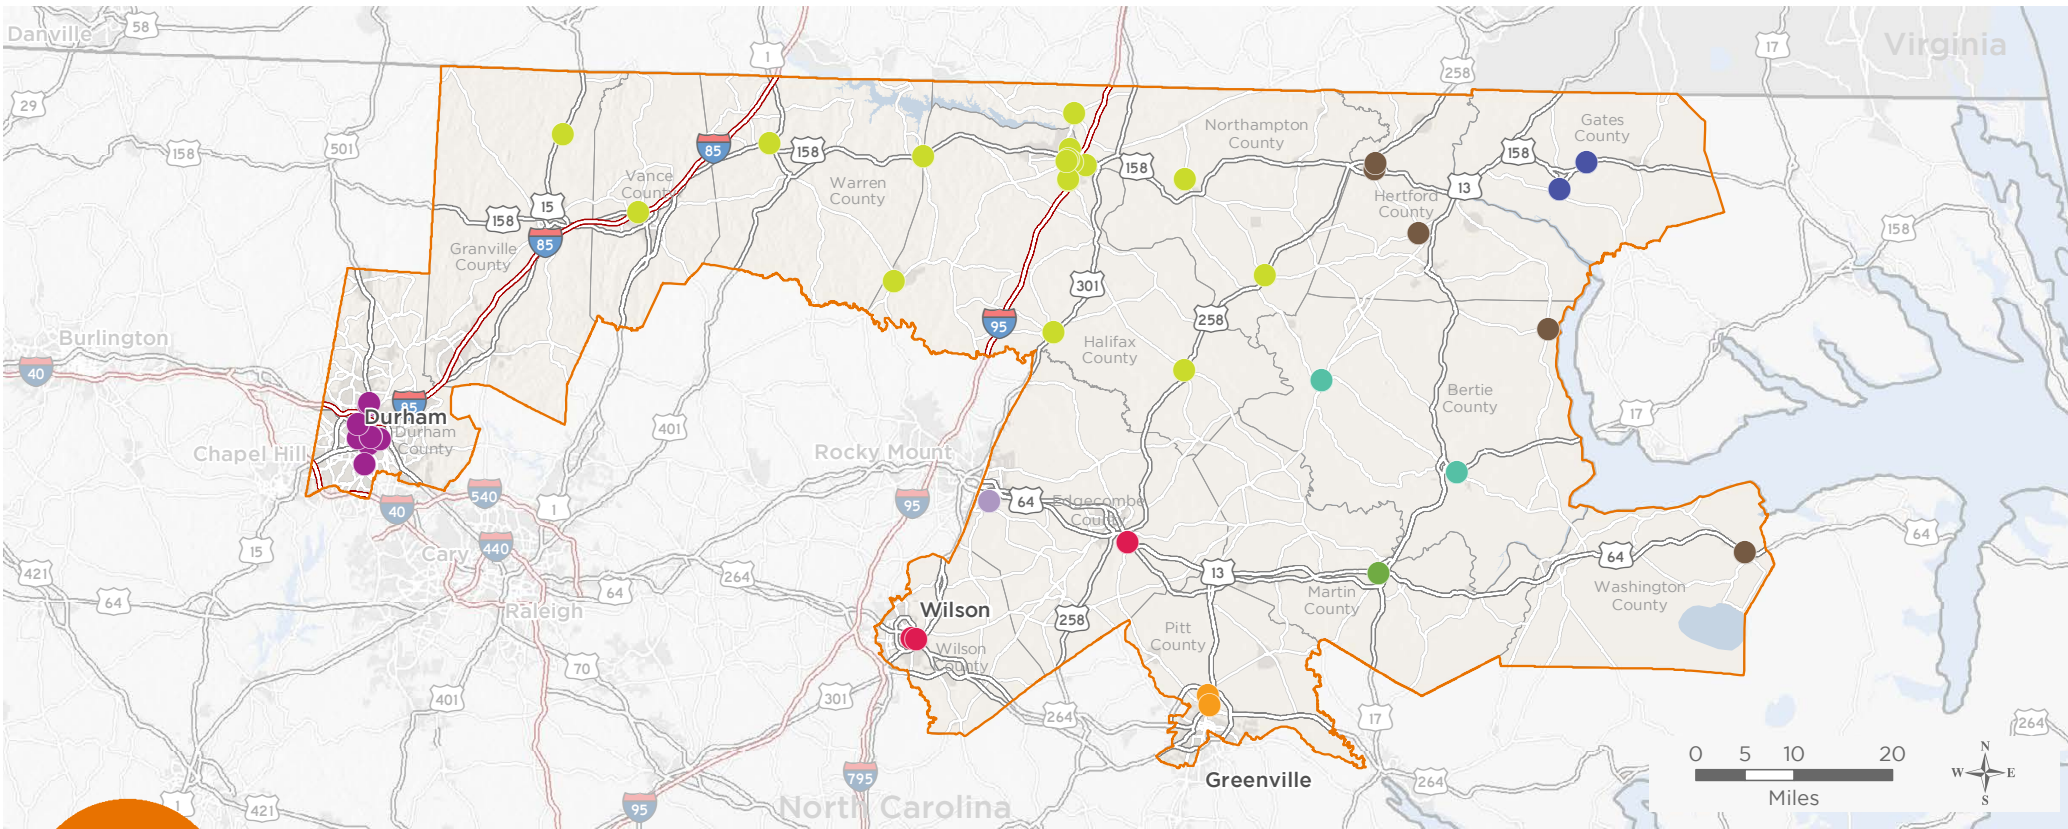 Danville
58
1
17
Virginia
258
29
85
158
Northampton
County
Gates
County
501
158
158
158
158
Vance
County
Warren
County
13
Hertford
County
15
158
Granville
County
85
158
301
95
258
Halifax
County
Burlington
40
85
Durham
Durham
County
Bertie
County
17
401
Chapel Hill
Rocky Mount
540
40
1
95
64
Edgecombe
County
15
Cary
440
64
64
421
264
13
64
64
Raleigh
Martin
County
Washington
County
Wilson
258
Pitt
County
Wilson
County
70
401
301
264
17
264
0 5 10 20
Miles
N
W E
S
Greenville
795
264
1
421
95
North Carolina